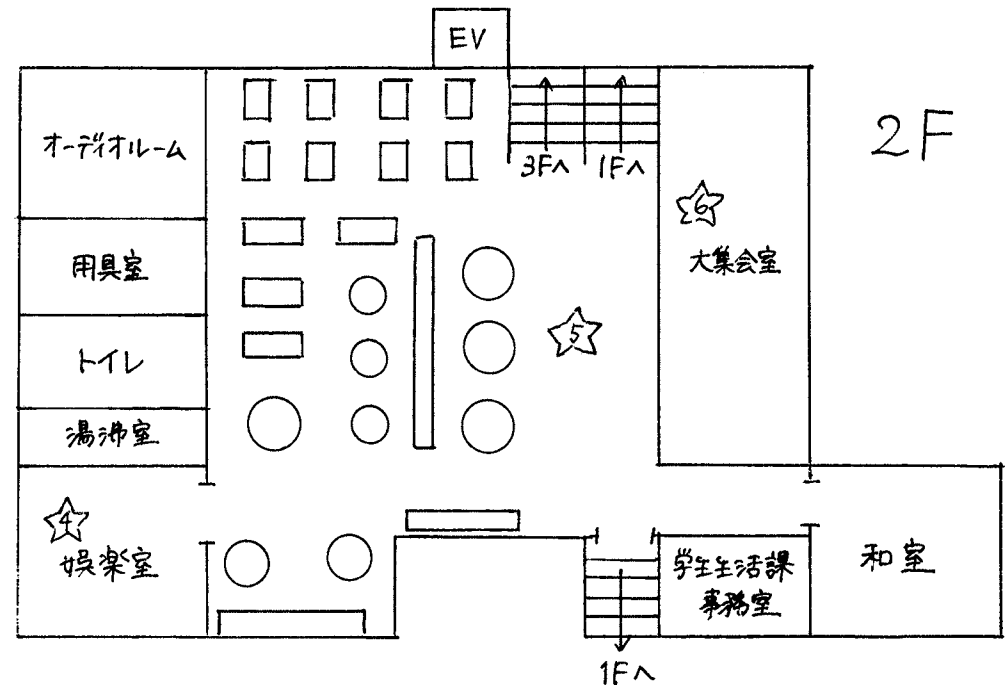 EV
2F
オーディオルーム
3Fへ
1Fへ
6
大集会室
用具室
5
トイレ
湯沸室
4
娯楽室
学生生活課
事務室
和室
1Fへ